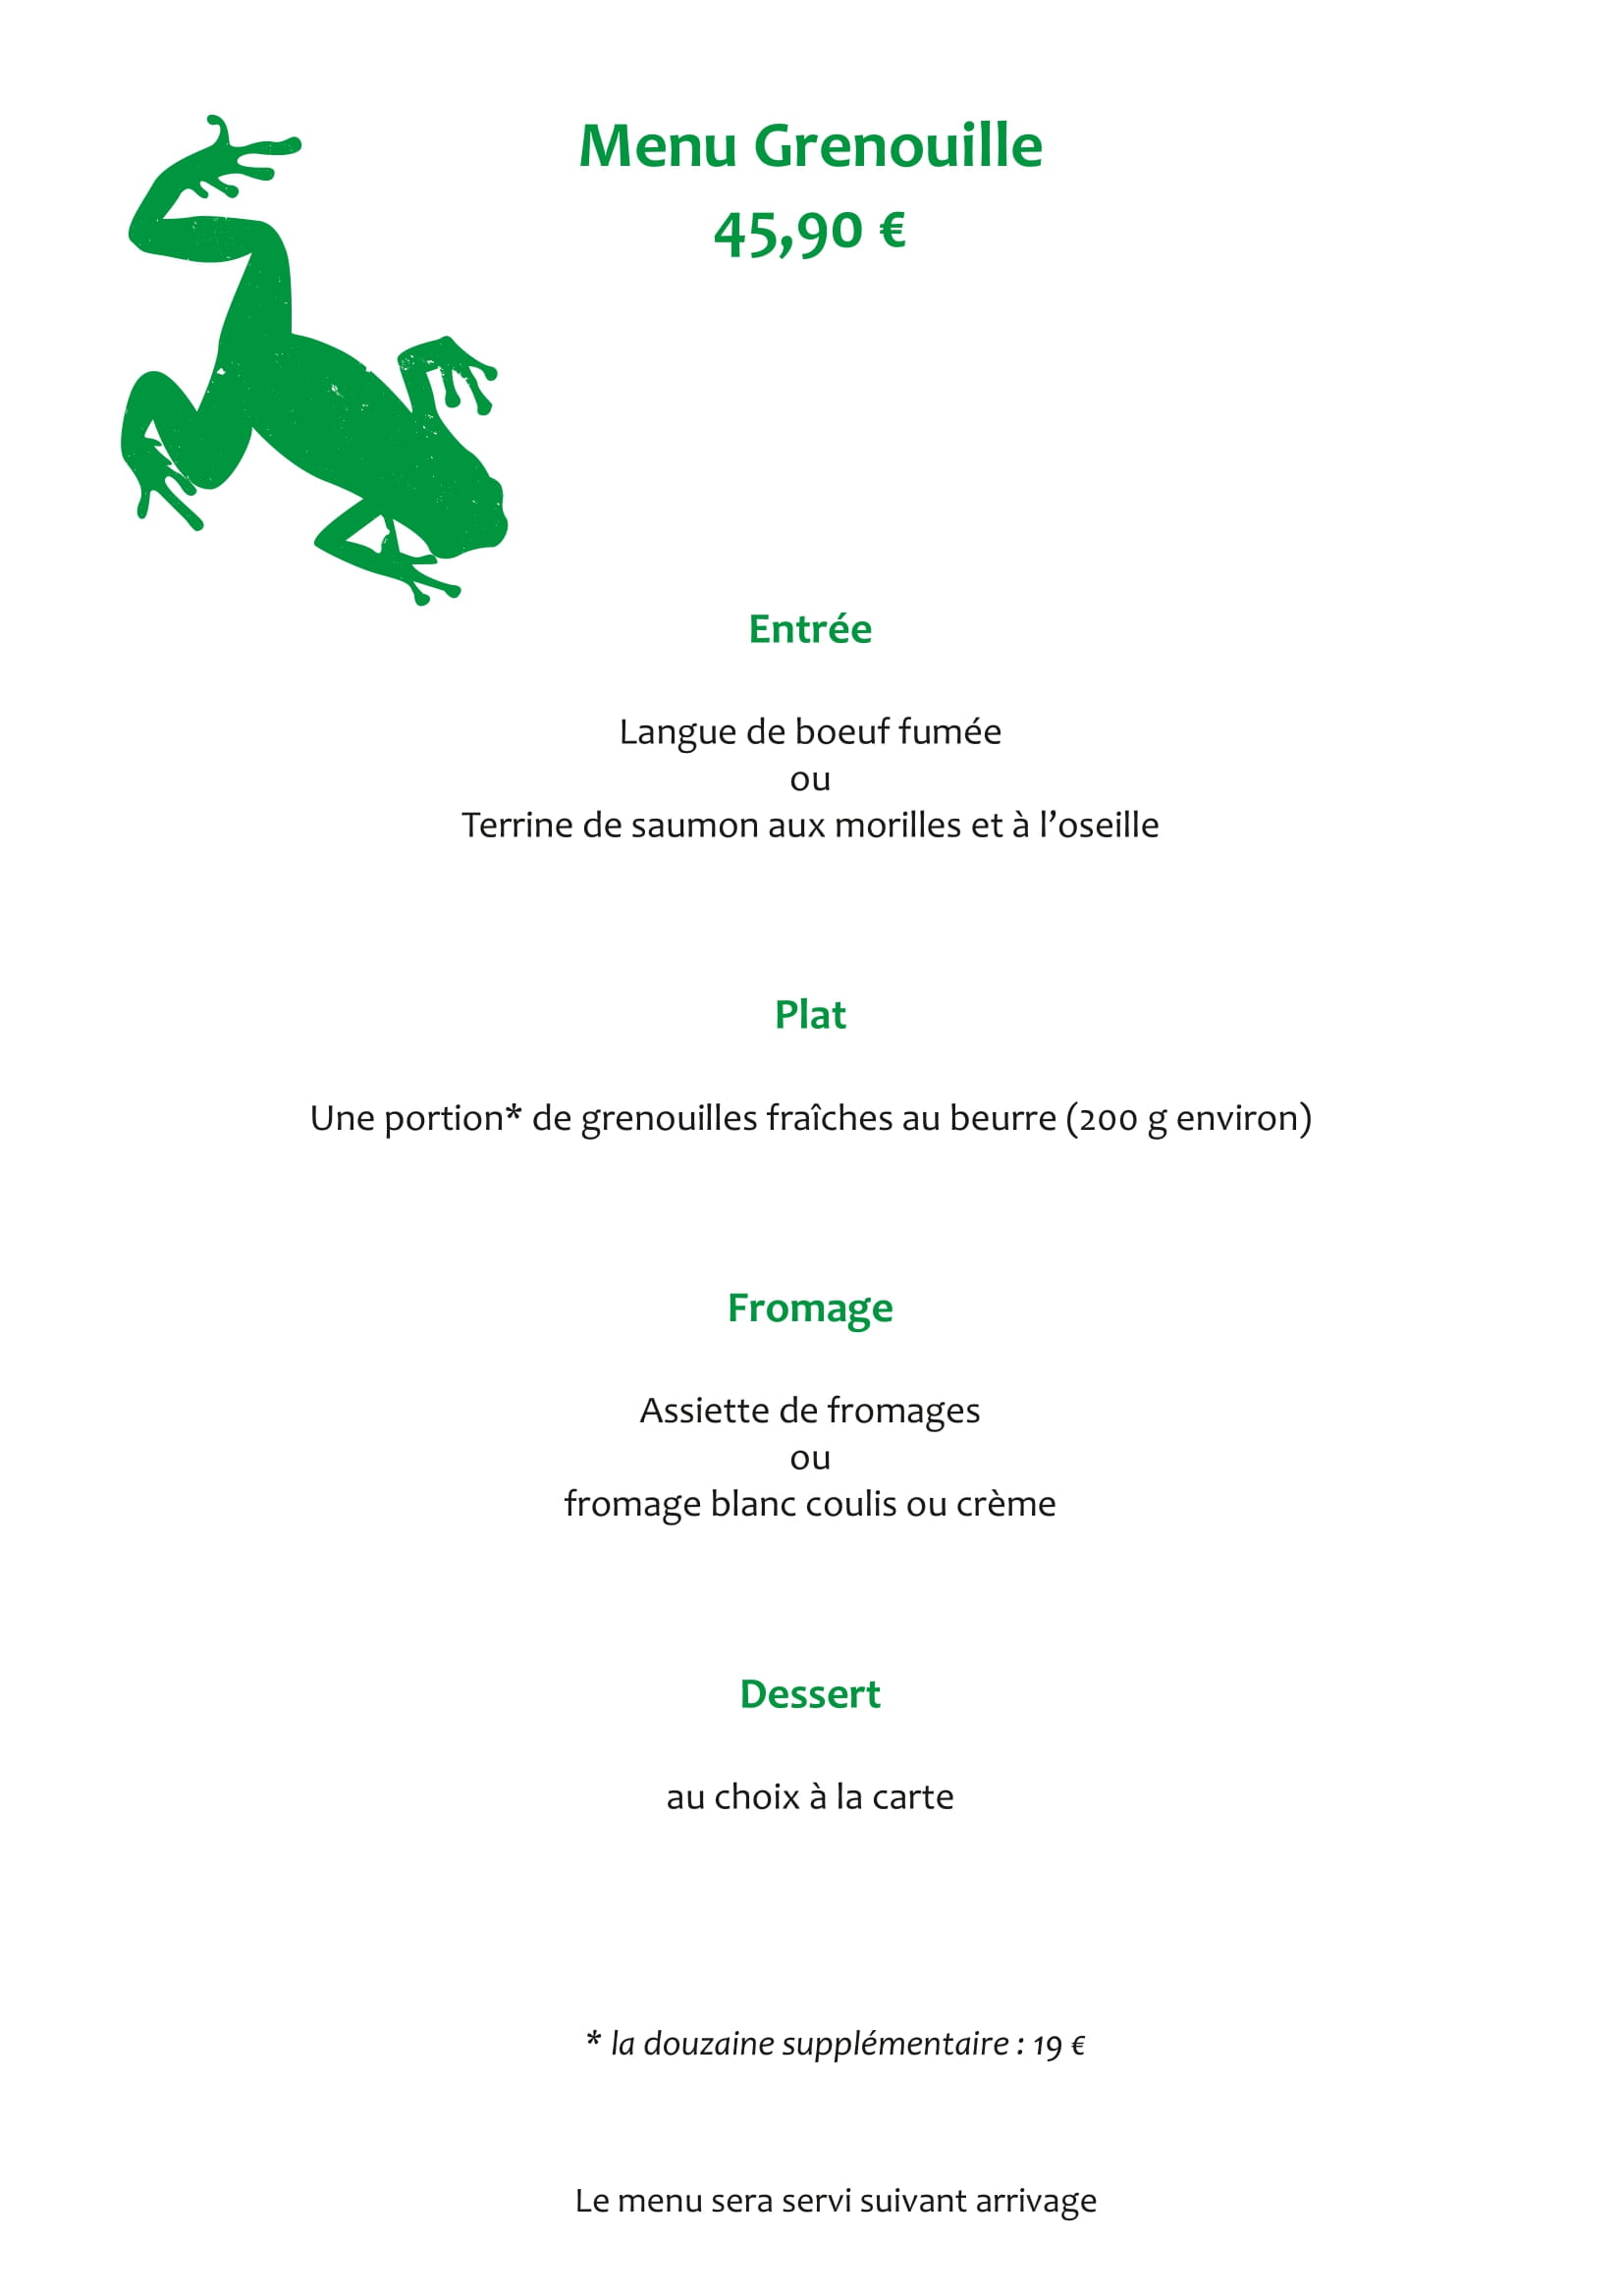 Menu Grenouille
45,90 €
Entrée
Langue de boeuf fumée
ou
Terrine de saumon aux morilles et à l’oseille
Plat
Une portion* de grenouilles fraîches au beurre (200 g environ)
Fromage
Assiette de fromages
ou
fromage blanc coulis ou crème
Dessert
au choix à la carte
* la douzaine supplémentaire : 19 €
Le menu sera servi suivant arrivage